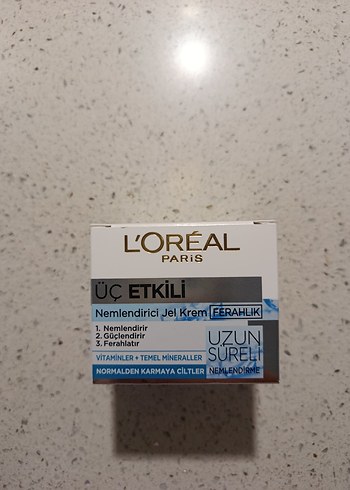 L'ORÉAL
PARIS
ÜÇ ETKİLİ
Nemlendirici Jel Krem FERAHLIK
1. Nemlendirir
2. Güçlendirir
3. Ferahlatır
VİTAMİNLER + TEMEL MİNERALLER
NORMALDEN KARMAYA CİLTLER
UZUN
SÜRELİ
NEMLENDİRME